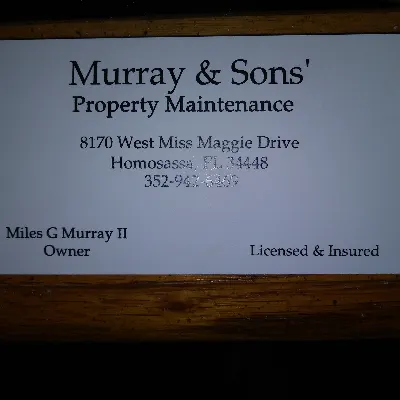 Murray & Sons'
Property Maintenance
8170 West Miss Maggie Drive
Homosassa, FL 34448
Miles G Murray II
Owner
Licensed & Insured